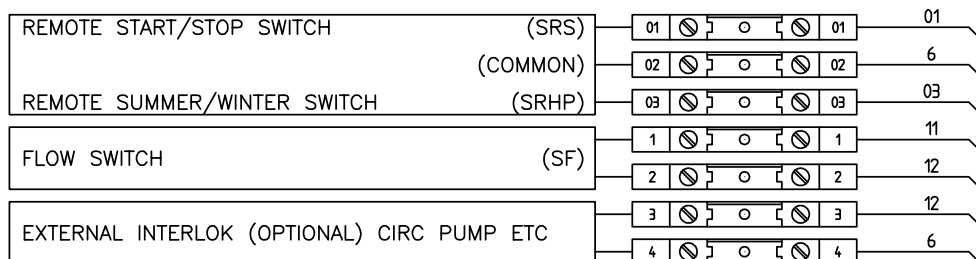 REMOTE START/STOP SWITCH (SRS) 01 01 01
(COMMON) 02 02 6
REMOTE SUMMER/WINTER SWITCH (SRHP) 03 03 03
1 1 11
FLOW SWITCH (SF)
2 2 12
3 3 12
EXTERNAL INTERLOK (OPTIONAL) CIRC PUMP ETC
4 4 6